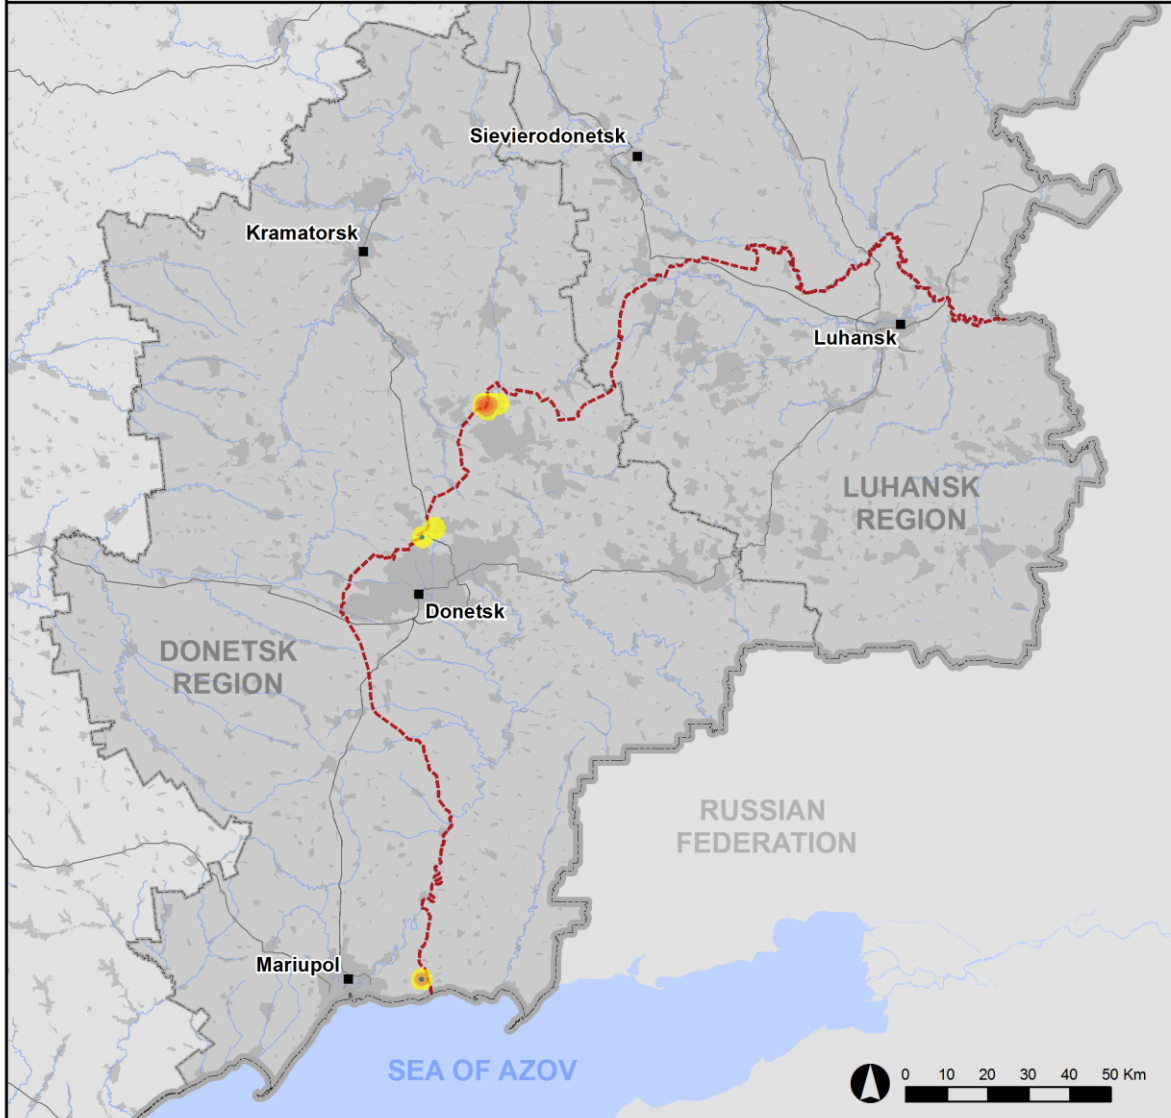 Sievierodonetsk
Kramatorsk
Luhansk
LUHANSK
REGION
Donetsk
DONETSK
REGION
RUSSIAN
FEDERATION
Mariupol
SEA OF AZOV
0 10 20 30 40 50 Km